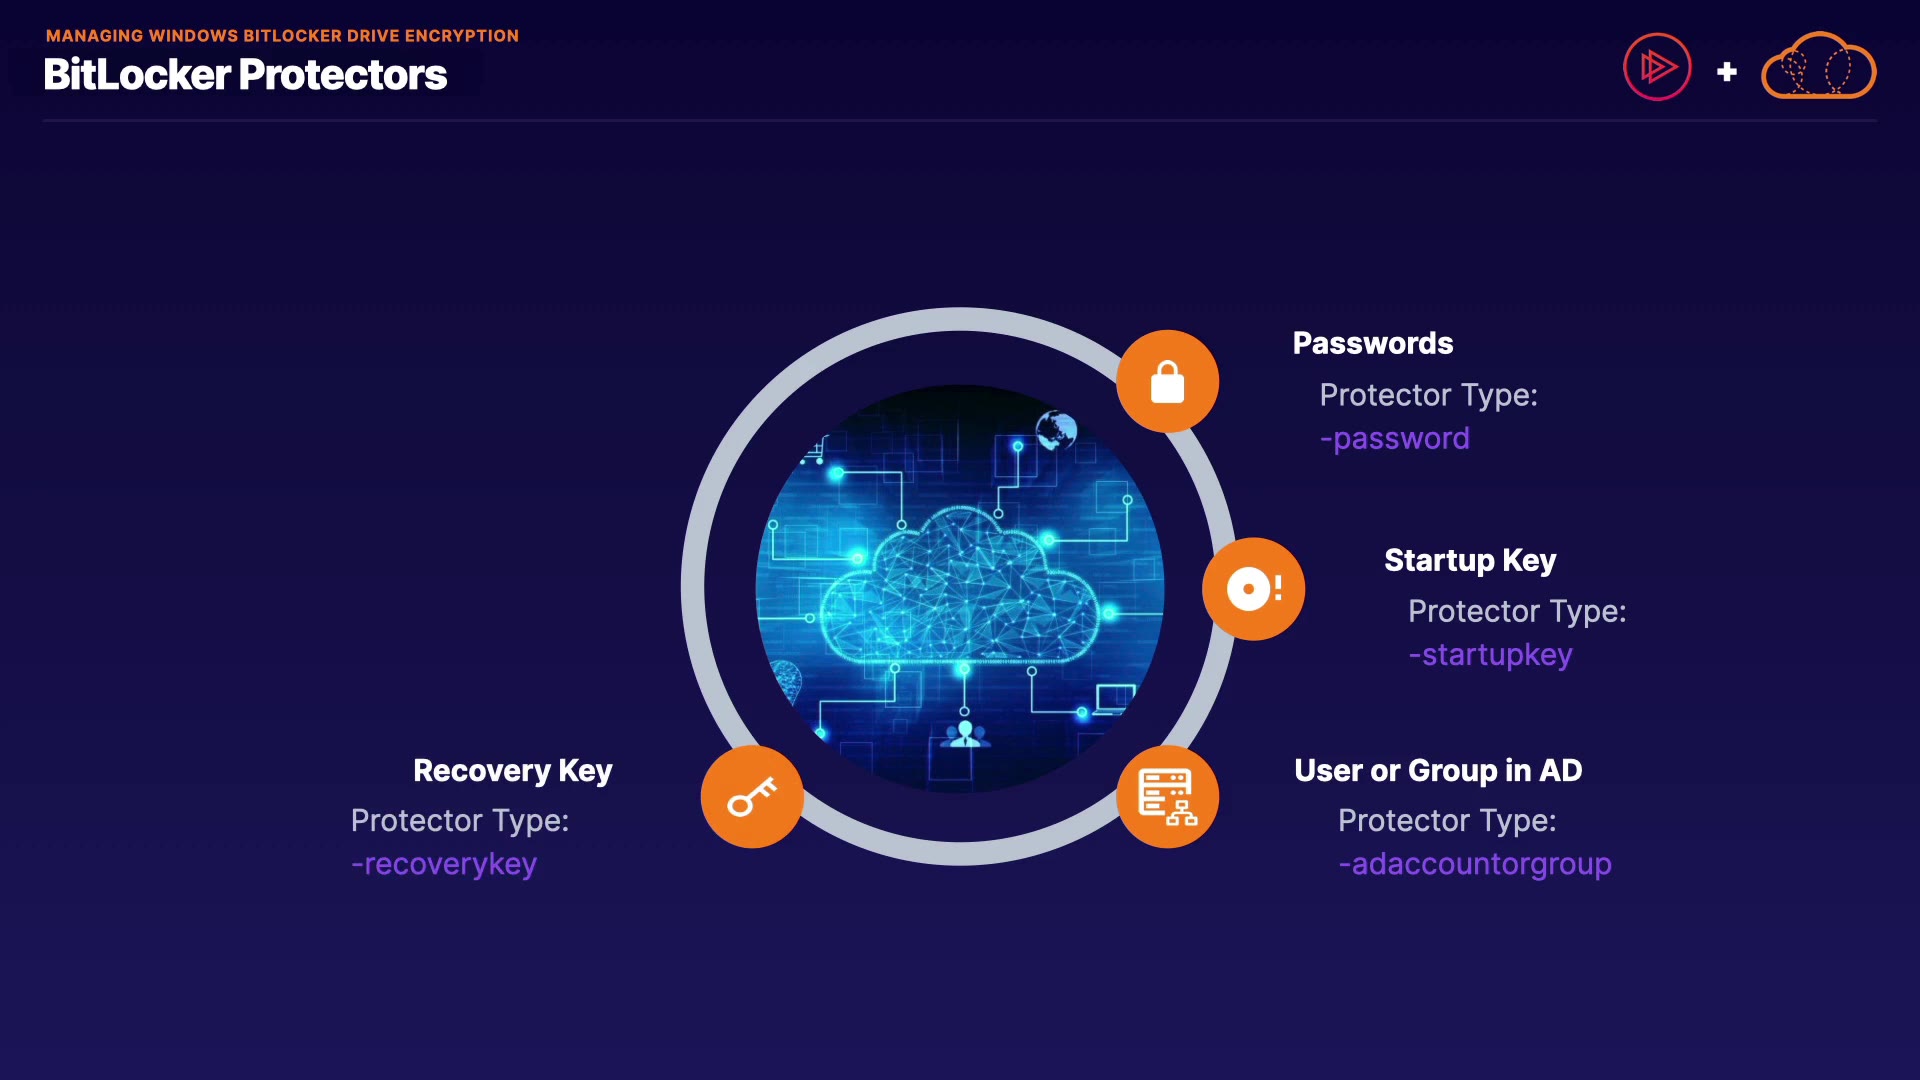 MANAGING WINDOWS BITLOCKER DRIVE ENCRYPTION
BitLocker Protectors
Passwords
Protector Type:
-password
Startup Key
Protector Type:
-startupkey
User or Group in AD
Protector Type:
-adaccountorgroup
Recovery Key
Protector Type:
-recoverykey